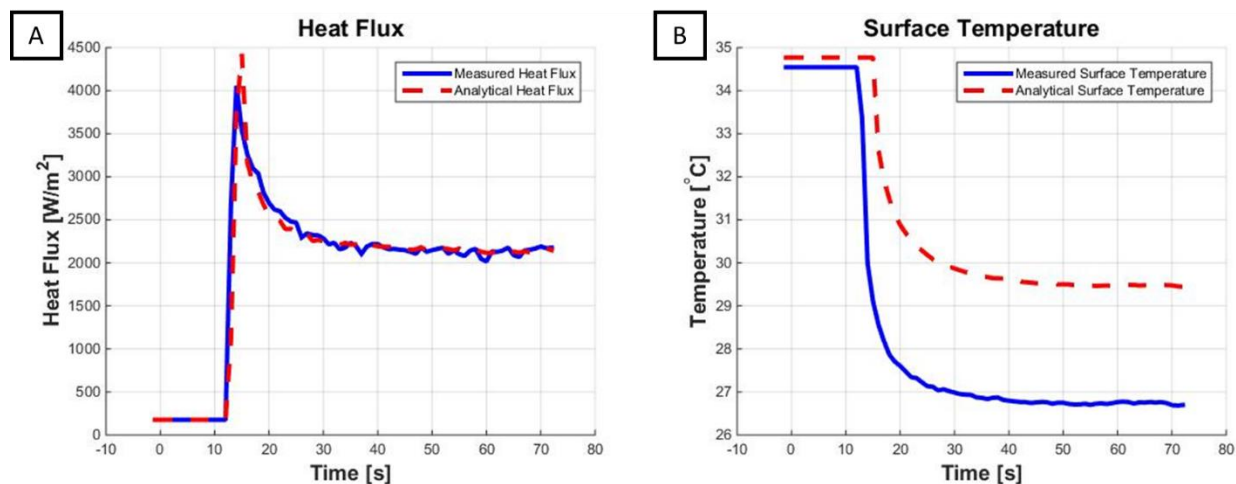 A
Heat Flux
Measured Heat Flux
Analytical Heat Flux
4500
4000
3500
3000
2500
2000
1500
1000
500
0
Heat Flux [W/m²]
-10 0 10 20 30 40 50 60 70 80
Time [s]
B
Surface Temperature
Measured Surface Temperature
Analytical Surface Temperature
35
34
33
32
31
30
29
28
27
26
Temperature [°C]
-10 0 10 20 30 40 50 60 70 80
Time [s]